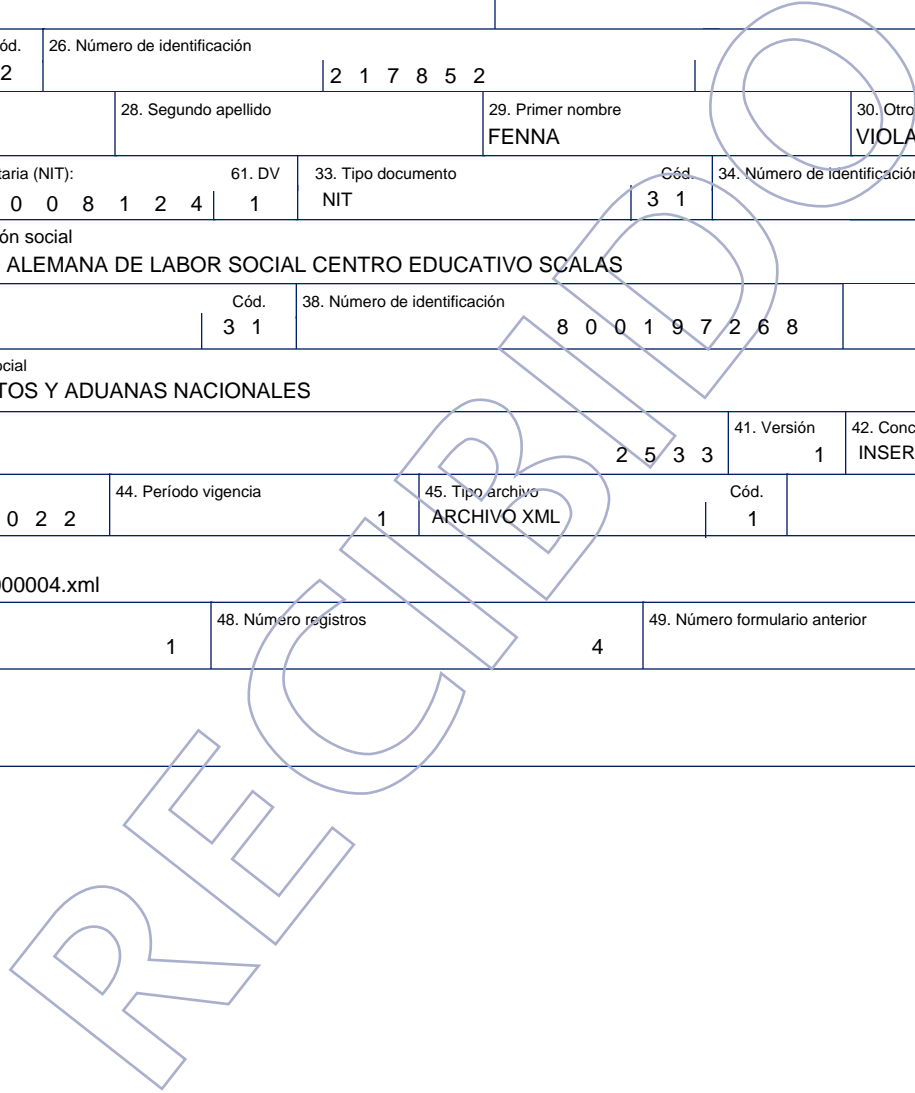 ód. 26. Número de identificación
2 2 1 7 8 5 2
28. Segundo apellido 29. Primer nombre 30. Otro
FENNA VIOLA
taria (NIT): 61. DV 33. Tipo documento Cód. 34. Número de identificación
0 0 8 1 2 4 1 NIT 3 1
ón social
ALEMANA DE LABOR SOCIAL CENTRO EDUCATIVO SCALAS
Cód. 38. Número de identificación
3 1 8 0 0 1 9 7 2 6 8
ocial
TOS Y ADUANAS NACIONALES
41. Versión 42. Conc
2 5 3 3 1 INSER
44. Período vigencia 45. Tipo archivo Cód.
0 2 2 1 ARCHIVO XML 1
000004.xml
48. Número registros 49. Número formulario anterior
1 4
RECIBIDO